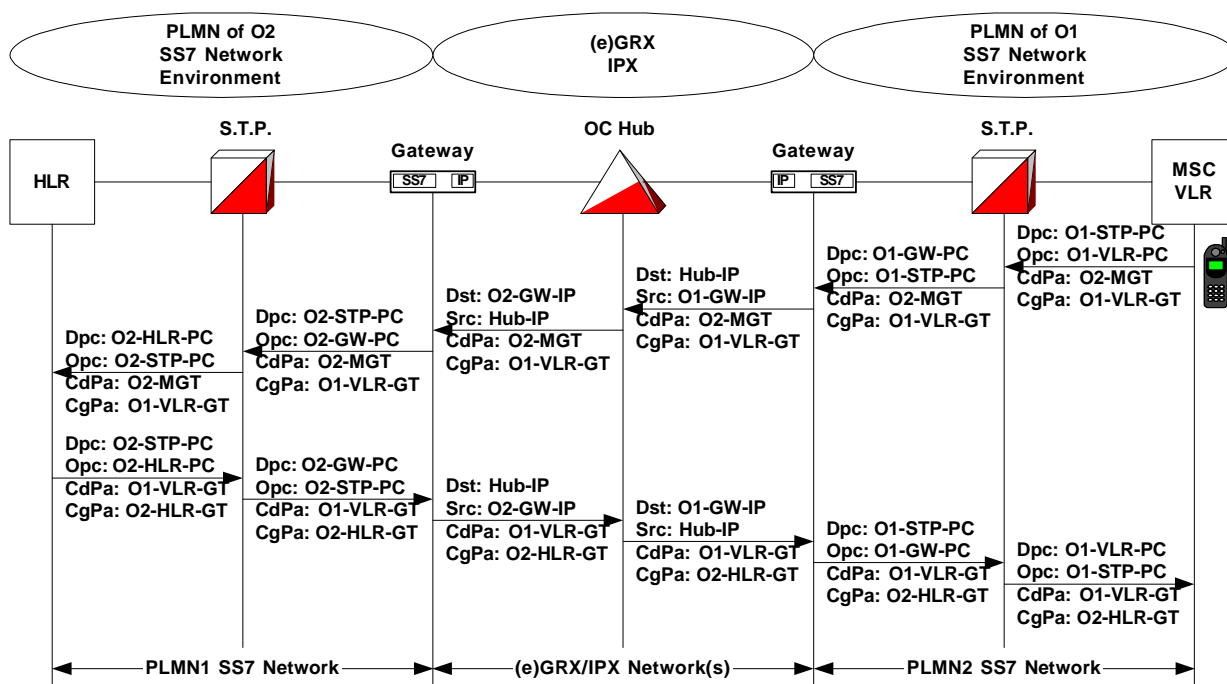 PLMN of O2
SS7 Network
Environment
(e)GRX
IPX
PLMN of O1
SS7 Network
Environment
HLR
S.T.P.
Gateway
SS7
IP
OC Hub
Gateway
IP
SS7
S.T.P.
MSC
VLR
Dpc: O1-STP-PC
Opc: O1-VLR-PC
CdPa: O2-MGT
CgPa: O1-VLR-GT
Dpc: O1-GW-PC
Opc: O1-STP-PC
CdPa: O2-MGT
CgPa: O1-VLR-GT
Dst: Hub-IP
Src: O1-GW-IP
CdPa: O2-MGT
CgPa: O1-VLR-GT
Dst: O2-GW-IP
Src: Hub-IP
CdPa: O2-MGT
CgPa: O1-VLR-GT
Dpc: O2-STP-PC
Opc: O2-GW-PC
CdPa: O2-MGT
CgPa: O1-VLR-GT
Dpc: O2-HLR-PC
Opc: O2-STP-PC
CdPa: O2-MGT
CgPa: O1-VLR-GT
Dpc: O2-STP-PC
Opc: O2-HLR-PC
CdPa: O1-VLR-GT
CgPa: O2-HLR-GT
Dpc: O2-GW-PC
Opc: O2-STP-PC
CdPa: O1-VLR-GT
CgPa: O2-HLR-GT
Dst: Hub-IP
Src: O2-GW-IP
CdPa: O1-VLR-GT
CgPa: O2-HLR-GT
Dst: O1-GW-IP
Src: Hub-IP
CdPa: O1-VLR-GT
CgPa: O2-HLR-GT
Dpc: O1-STP-PC
Opc: O1-GW-PC
CdPa: O1-VLR-GT
CgPa: O2-HLR-GT
Dpc: O1-VLR-PC
Opc: O1-STP-PC
CdPa: O1-VLR-GT
CgPa: O2-HLR-GT
PLMN1 SS7 Network
(e)GRX/IPX Network(s)
PLMN2 SS7 Network